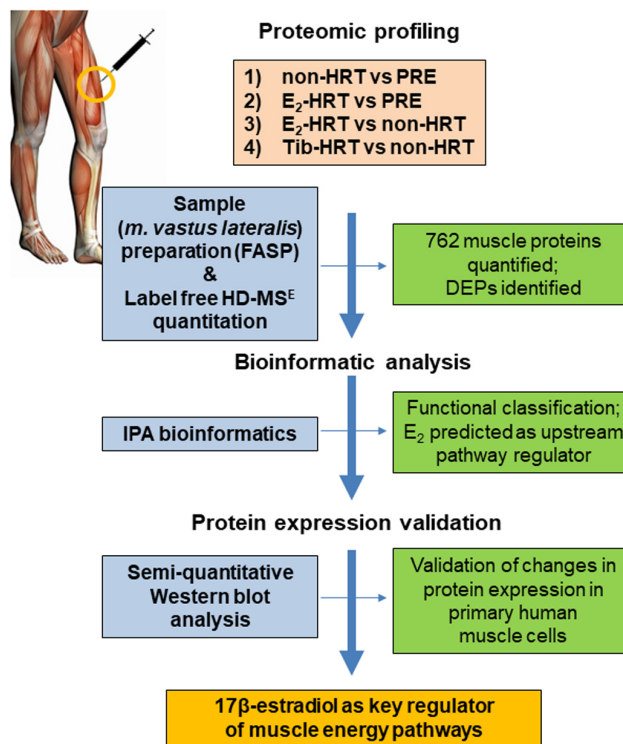 Proteomic profiling
1) non-HRT vs PRE
2) E₂-HRT vs PRE
3) E₂-HRT vs non-HRT
4) Tib-HRT vs non-HRT
Sample
(m. vastus lateralis)
preparation (FASP)
&
Label free HD-MSᴱ
quantitation
762 muscle proteins
quantified;
DEPs identified
Bioinformatic analysis
IPA bioinformatics
Functional classification;
E₂ predicted as upstream
pathway regulator
Protein expression validation
Semi-quantitative
Western blot
analysis
Validation of changes in
protein expression in
primary human
muscle cells
17β-estradiol as key regulator
of muscle energy pathways